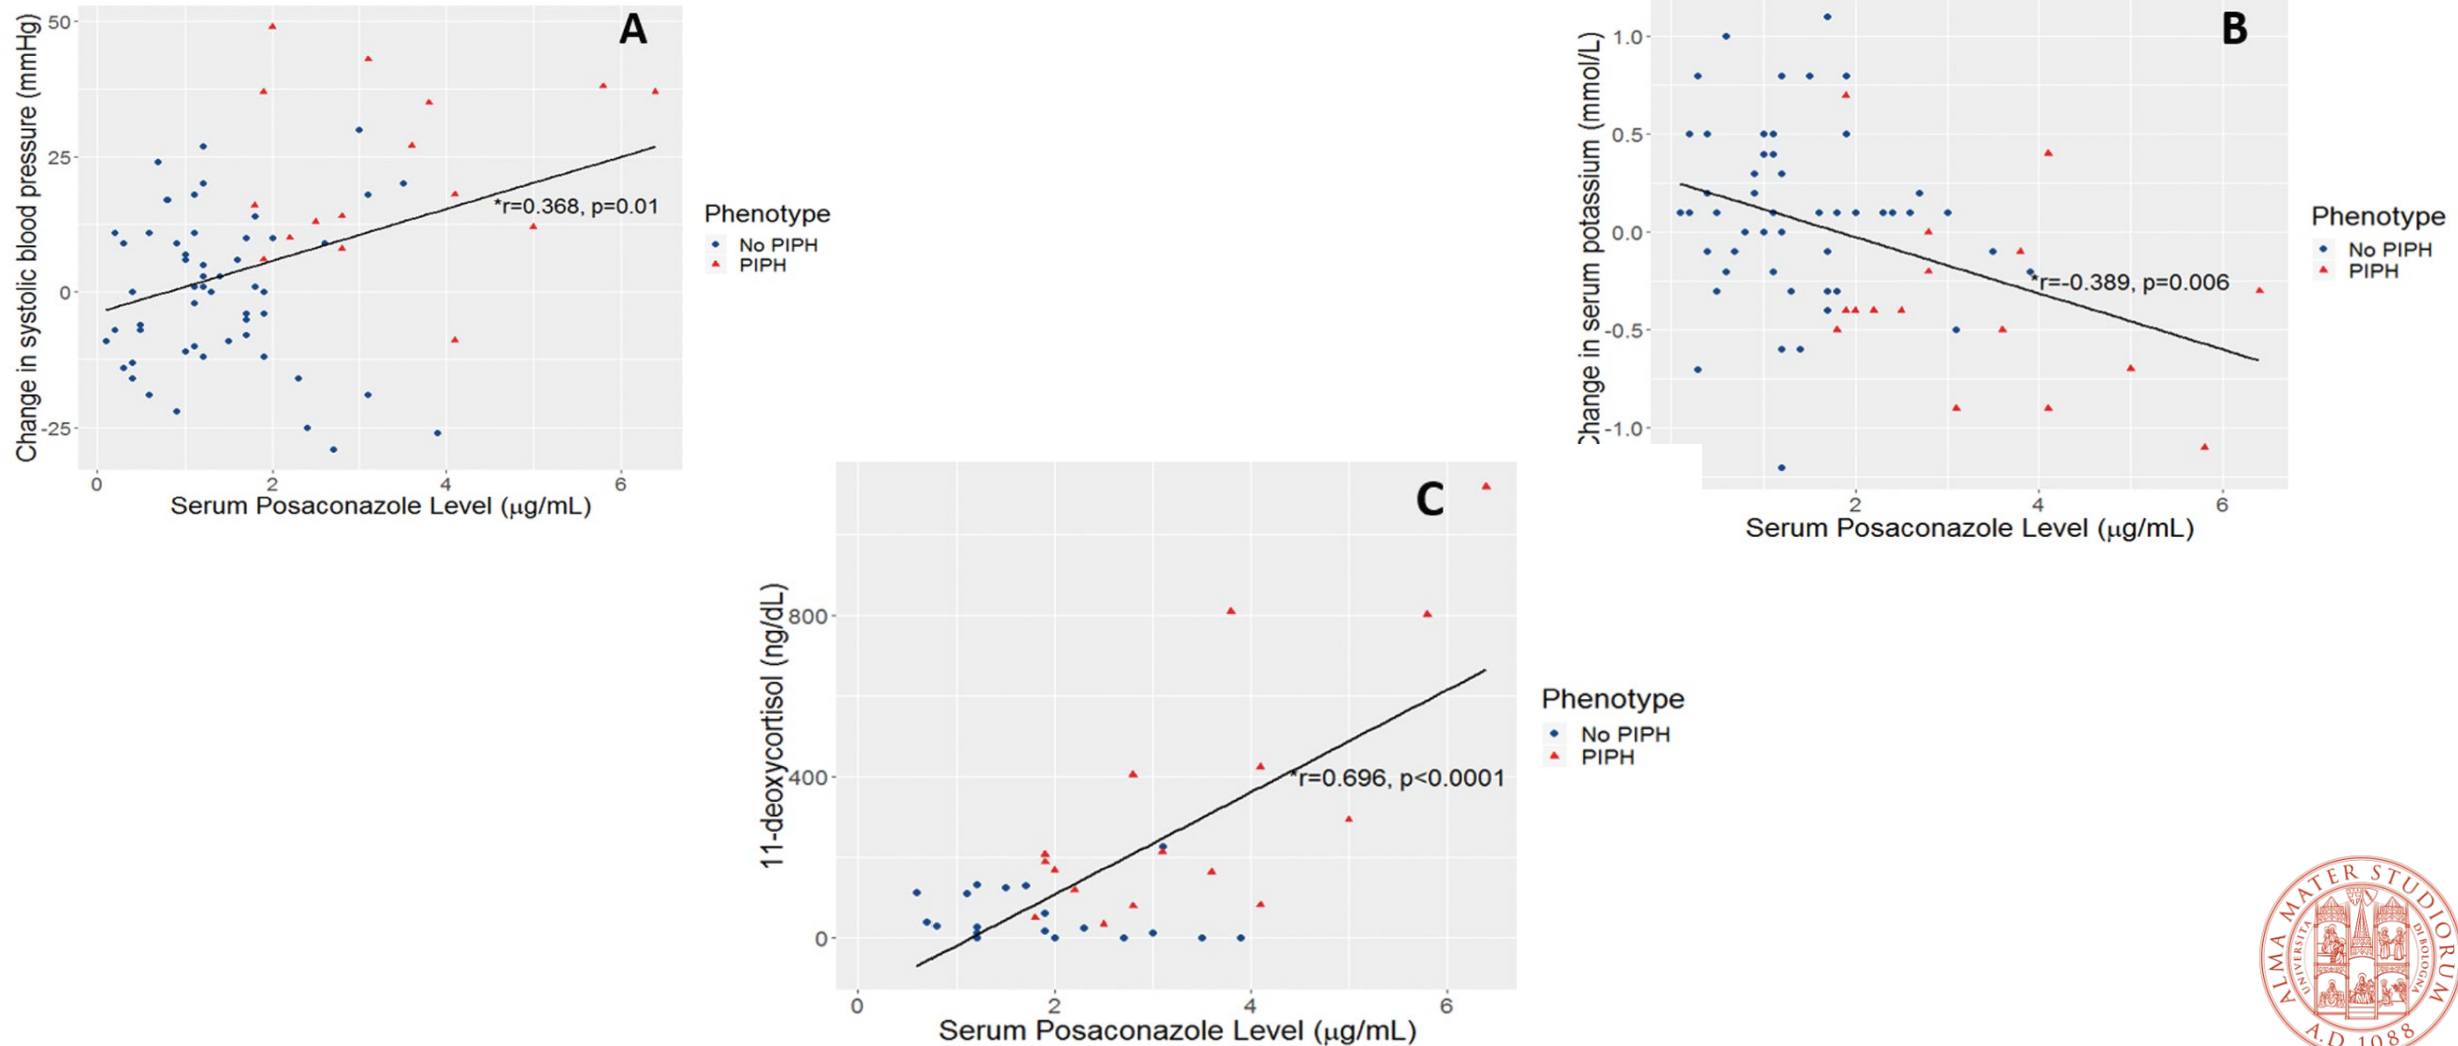 A
Change in systolic blood pressure (mmHg)
50
25
0
-25
0 2 4 6
*r=0.368, p=0.01
Serum Posaconazole Level (µg/mL)
Phenotype
No PIPH
PIPH
B
Change in serum potassium (mmol/L)
1.0
0.5
0.0
-0.5
-1.0
2 4 6
*r=-0.389, p=0.006
Serum Posaconazole Level (µg/mL)
Phenotype
No PIPH
PIPH
C
11-deoxycortisol (ng/dL)
800
400
0
0 2 4 6
*r=0.696, p<0.0001
Serum Posaconazole Level (µg/mL)
Phenotype
No PIPH
PIPH
ALMA MATER STUDIORUM
UNIVERSITÀ DI BOLOGNA
A.D. 1088